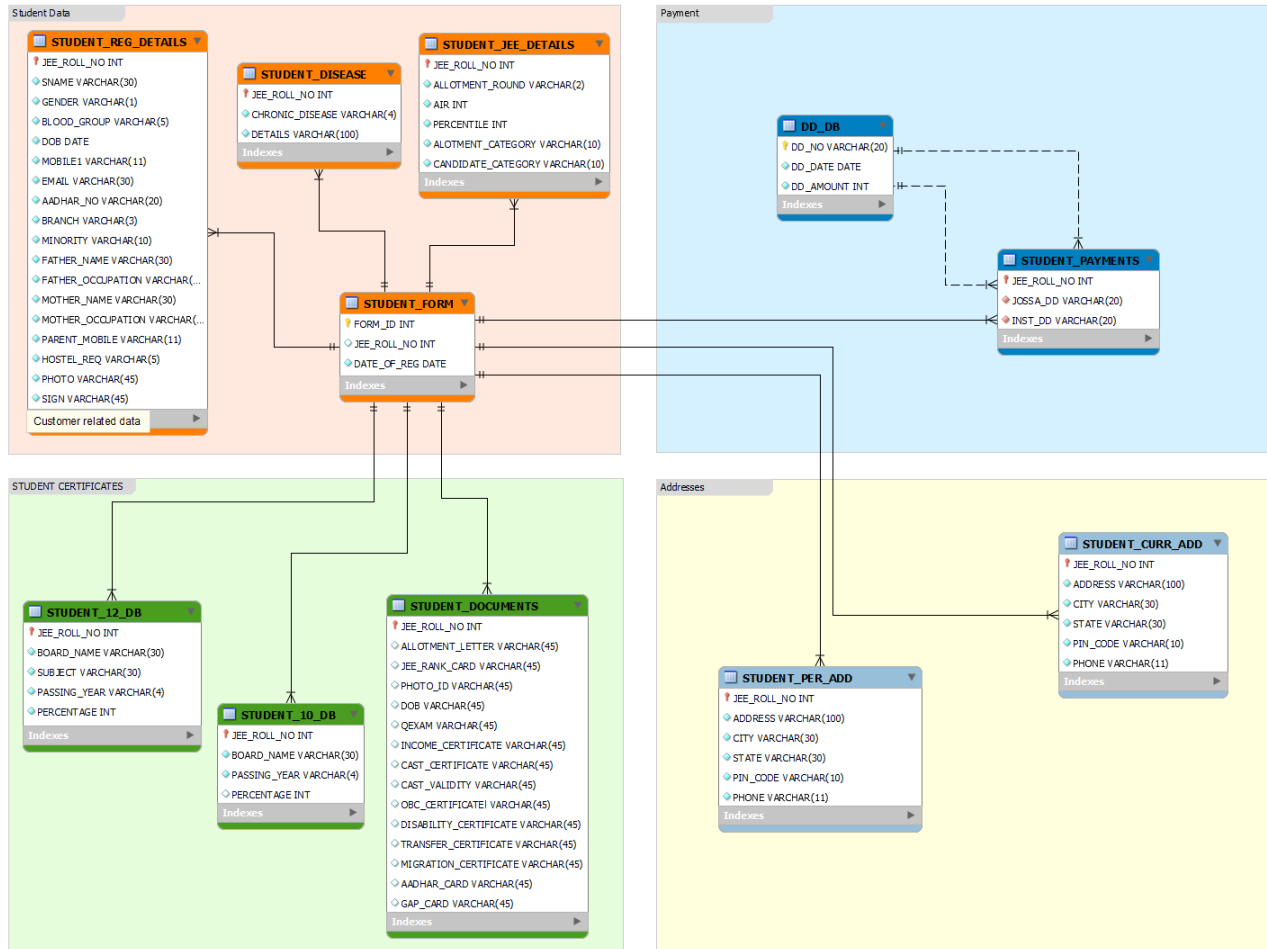 Student Data
STUDENT_REG_DETAILS
JEE_ROLL_NO INT
SNAME VARCHAR(30)
GENDER VARCHAR(1)
BLOOD_GROUP VARCHAR(5)
DOB DATE
MOBILE1 VARCHAR(11)
EMAIL VARCHAR(30)
AADHAR_NO VARCHAR(20)
BRANCH VARCHAR(3)
MINORITY VARCHAR(10)
FATHER_NAME VARCHAR(30)
FATHER_OCCUPATION VARCHAR(...
MOTHER_NAME VARCHAR(30)
MOTHER_OCCUPATION VARCHAR(...
PARENT_MOBILE VARCHAR(11)
HOSTEL_REQ VARCHAR(5)
PHOTO VARCHAR(45)
SIGN VARCHAR(45)
Customer related data
STUDENT_DISEASE
JEE_ROLL_NO INT
CHRONIC_DISEASE VARCHAR(4)
DETAILS VARCHAR(100)
Indexes
STUDENT_JEE_DETAILS
JEE_ROLL_NO INT
ALLOTMENT_ROUND VARCHAR(2)
AIR INT
PERCENTILE INT
ALOTMENT_CATEGORY VARCHAR(10)
CANDIDATE_CATEGORY VARCHAR(10)
Indexes
STUDENT_FORM
FORM_ID INT
JEE_ROLL_NO INT
DATE_OF_REG DATE
Indexes
Payment
DD_DB
DD_NO VARCHAR(20)
DD_DATE DATE
DD_AMOUNT INT
Indexes
STUDENT_PAYMENTS
JEE_ROLL_NO INT
JOSSA_DD VARCHAR(20)
INST_DD VARCHAR(20)
Indexes
STUDENT CERTIFICATES
STUDENT_12_DB
JEE_ROLL_NO INT
BOARD_NAME VARCHAR(30)
SUBJECT VARCHAR(30)
PASSING_YEAR VARCHAR(4)
PERCENTAGE INT
Indexes
STUDENT_10_DB
JEE_ROLL_NO INT
BOARD_NAME VARCHAR(30)
PASSING_YEAR VARCHAR(4)
PERCENTAGE INT
Indexes
STUDENT_DOCUMENTS
JEE_ROLL_NO INT
ALLOTMENT_LETTER VARCHAR(45)
JEE_RANK_CARD VARCHAR(45)
PHOTO_ID VARCHAR(45)
DOB VARCHAR(45)
QEXAM VARCHAR(45)
INCOME_CERTIFICATE VARCHAR(45)
CAST_CERTIFICATE VARCHAR(45)
CAST_VALIDITY VARCHAR(45)
OBC_CERTIFICATEl VARCHAR(45)
DISABILITY_CERTIFICATE VARCHAR(45)
TRANSFER_CERTIFICATE VARCHAR(45)
MIGRATION_CERTIFICATE VARCHAR(45)
AADHAR_CARD VARCHAR(45)
GAP_CARD VARCHAR(45)
Indexes
Addresses
STUDENT_PER_ADD
JEE_ROLL_NO INT
ADDRESS VARCHAR(100)
CITY VARCHAR(30)
STATE VARCHAR(30)
PIN_CODE VARCHAR(10)
PHONE VARCHAR(11)
Indexes
STUDENT_CURR_ADD
JEE_ROLL_NO INT
ADDRESS VARCHAR(100)
CITY VARCHAR(30)
STATE VARCHAR(30)
PIN_CODE VARCHAR(10)
PHONE VARCHAR(11)
Indexes